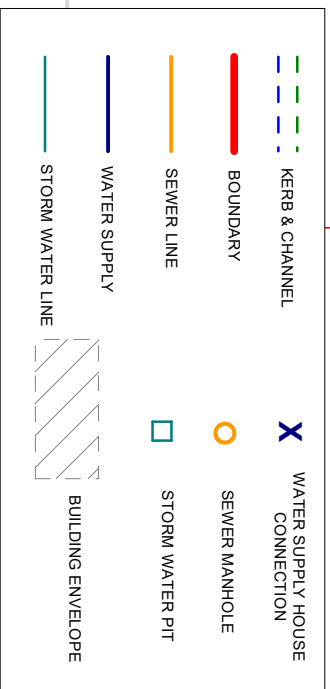 KERB & CHANNEL
BOUNDARY
SEWER LINE
WATER SUPPLY
STORM WATER LINE
X
WATER SUPPLY HOUSE
CONNECTION
SEWER MANHOLE
STORM WATER PIT
BUILDING ENVELOPE